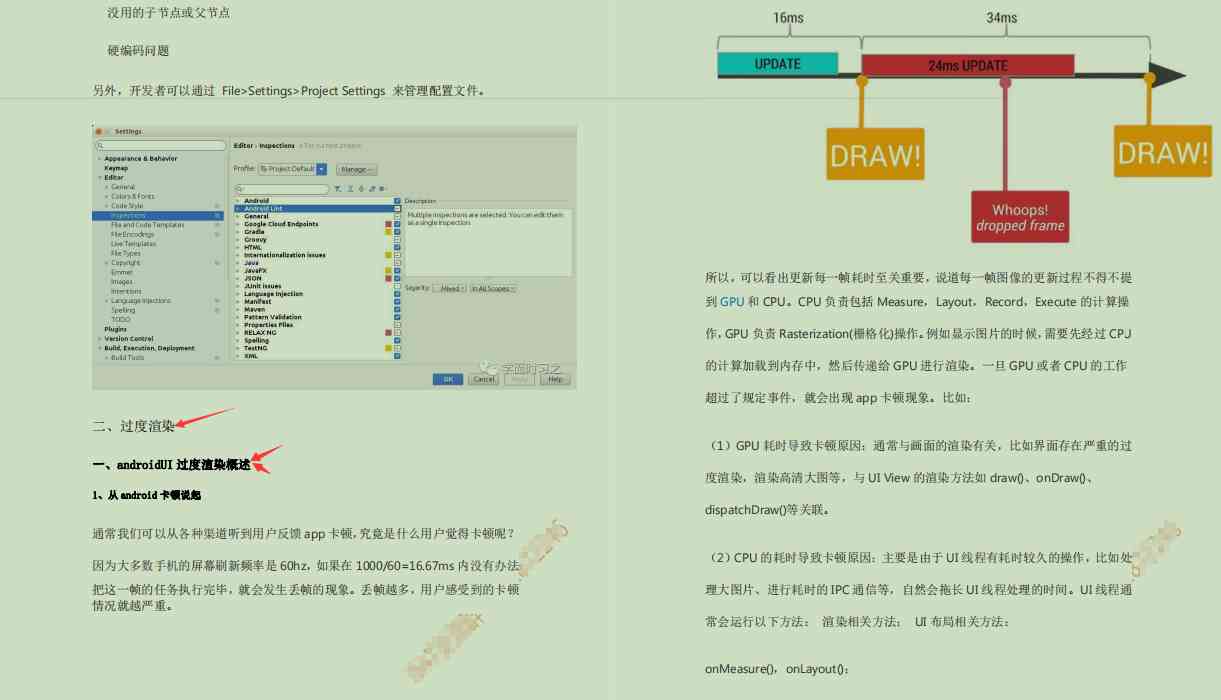 没用的子节点或父节点
硬编码问题
另外，开发者可以通过 File>Settings>Project Settings 来管理配置文件。
Settings
Appearance & Behavior
Keymap
Editor
General
Colors & Fonts
Code Style
Inspections
File and Code Templates
File Encodings
Live Templates
File Types
Copyright
Emmet
Images
Intentions
Language Injections
Spelling
TODO
Plugins
Version Control
Build, Execution, Deployment
Build Tools
Editor › Inspections
For current project
Profile: Project Default
Manage
Android
Android Lint
General
Google Cloud Endpoints
Gradle
Groovy
HTML
Internationalization issues
Java
JavaFX
JSON
JUnit issues
Language Injection
Manifest
Maven
Pattern Validation
Properties Files
RELAX NG
Spelling
TestNG
XML
Description
Multiple inspections are selected. You can edit them
as a single inspection.
Severity: Mixed In All Scopes
OK Cancel Apply Help
学而时习之
二、过度渲染
一、androidUI 过度渲染概述
1、从 android 卡顿说起
通常我们可以从各种渠道听到用户反馈 app 卡顿，究竟是什么用户觉得卡顿呢？
因为大多数手机的屏幕刷新频率是 60hz，如果在 1000/60=16.67ms 内没有办法
把这一帧的任务执行完毕，就会发生丢帧的现象。丢帧越多，用户感受到的卡顿
情况就越严重。
16ms 34ms
UPDATE 24ms UPDATE
DRAW! DRAW!
Whoops!
dropped frame
所以，可以看出更新每一帧耗时至关重要，说道每一帧图像的更新过程不得不提
到 GPU 和 CPU。CPU 负责包括 Measure，Layout，Record，Execute 的计算操
作，GPU 负责 Rasterization(栅格化)操作。例如显示图片的时候，需要先经过 CPU
的计算加载到内存中，然后传递给 GPU 进行渲染。一旦 GPU 或者 CPU 的工作
超过了规定事件，就会出现 app 卡顿现象。比如：
（1）GPU 耗时导致卡顿原因：通常与画面的渲染有关，比如界面存在严重的过
度渲染，渲染高清大图等，与 UI View 的渲染方法如 draw()、onDraw()、
dispatchDraw()等关联。
（2）CPU 的耗时导致卡顿原因：主要是由于 UI 线程有耗时较久的操作，比如处
理大图片、进行耗时的 IPC 通信等，自然会拖长 UI 线程处理的时间。UI 线程通
常会运行以下方法： 渲染相关方法； UI 布局相关方法：
onMeasure()，onLayout()；